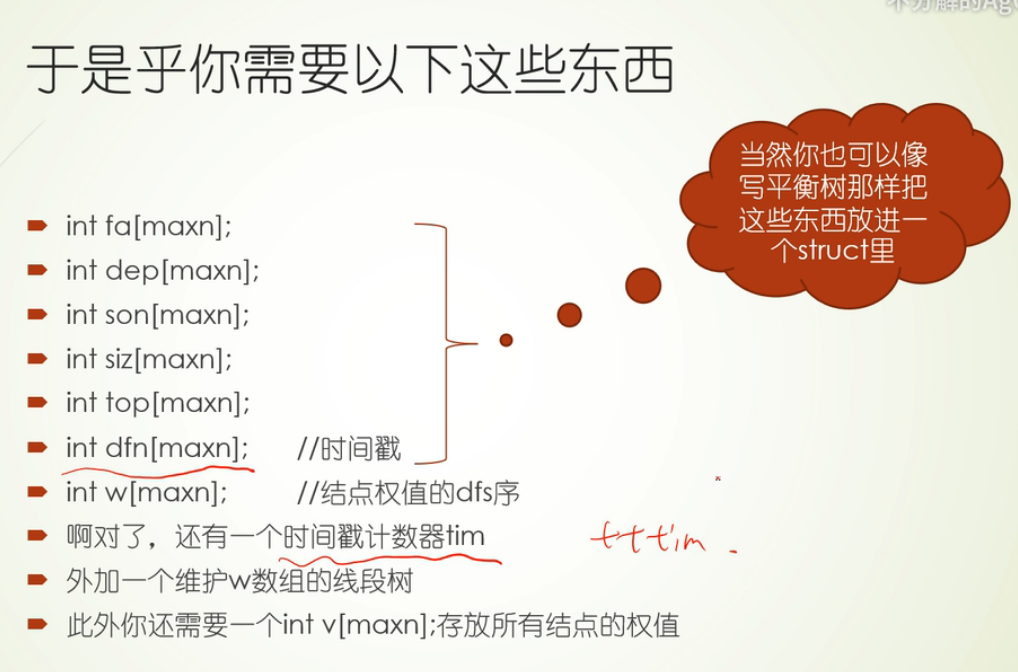 于是乎你需要以下这些东西
当然你也可以像
写平衡树那样把
这些东西放进一
个struct里
int fa[maxn];
int dep[maxn];
int son[maxn];
int siz[maxn];
int top[maxn];
int dfn[maxn]; //时间戳
int w[maxn]; //结点权值的dfs序
啊对了，还有一个时间戳计数器tim
tttim.
外加一个维护w数组的线段树
此外你还需要一个int v[maxn];存放所有结点的权值